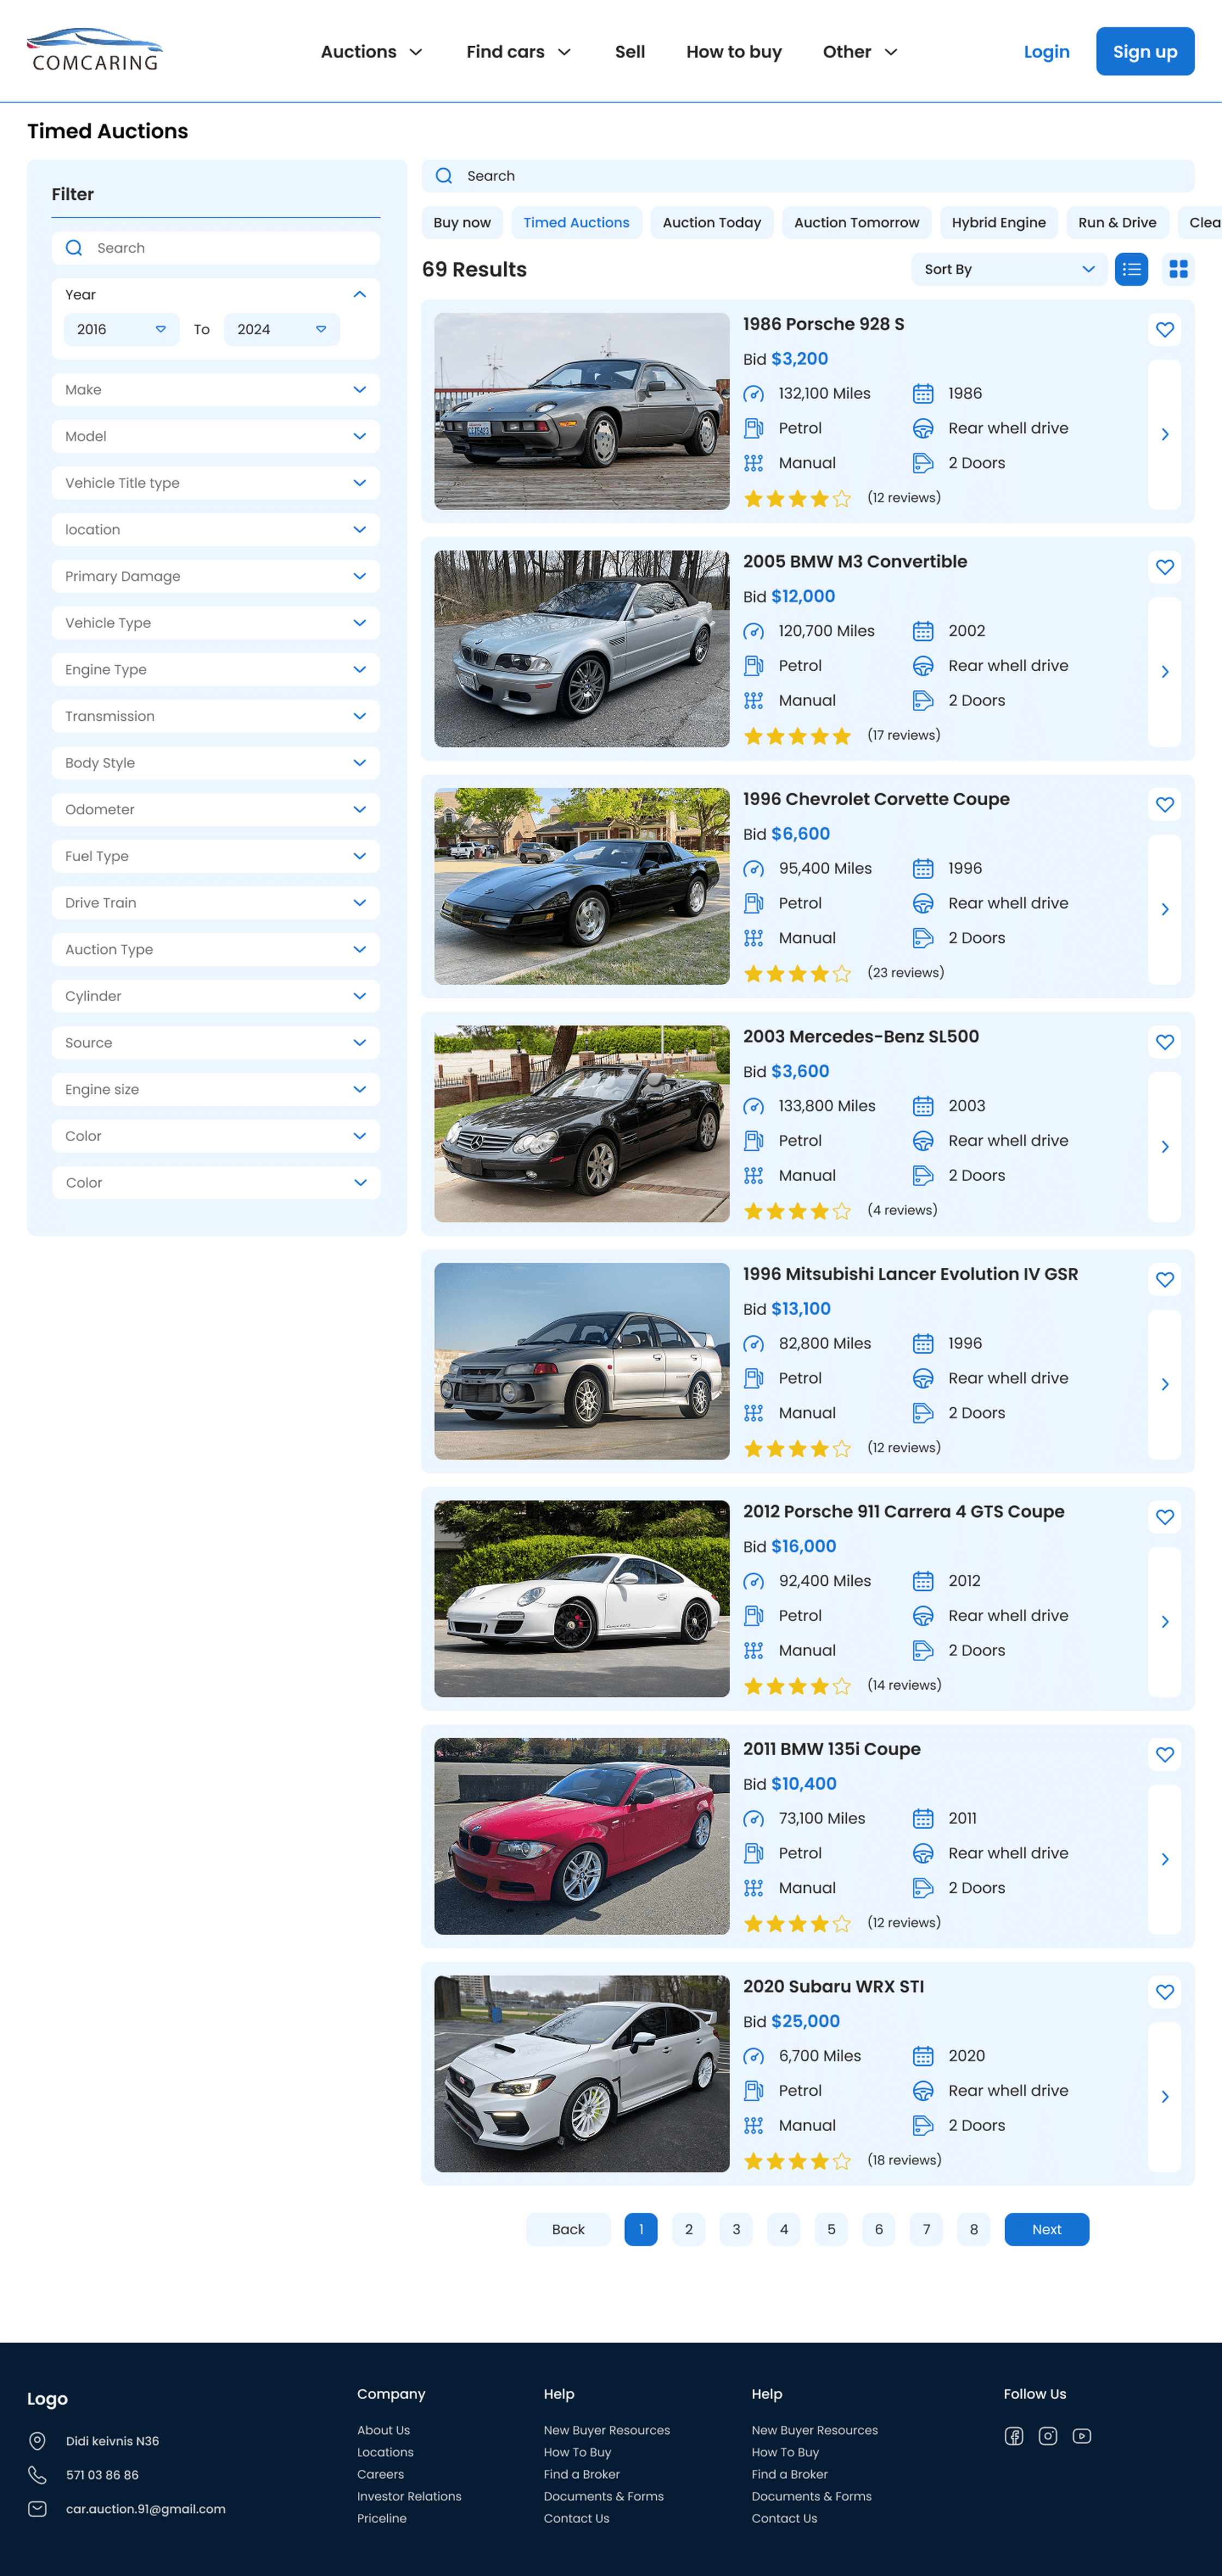 COMCARING
Auctions
Find cars
Sell
How to buy
Other
Login
Sign up
Timed Auctions
Filter
Search
Year
2016
To
2024
Make
Model
Vehicle Title type
location
Primary Damage
Vehicle Type
Engine Type
Transmission
Body Style
Odometer
Fuel Type
Drive Train
Auction Type
Cylinder
Source
Engine size
Color
Color
Search
Buy now
Timed Auctions
Auction Today
Auction Tomorrow
Hybrid Engine
Run & Drive
Clea
69 Results
Sort By
1986 Porsche 928 S
Bid $3,200
132,100 Miles
1986
Petrol
Rear whell drive
Manual
2 Doors
(12 reviews)
2005 BMW M3 Convertible
Bid $12,000
120,700 Miles
2002
Petrol
Rear whell drive
Manual
2 Doors
(17 reviews)
1996 Chevrolet Corvette Coupe
Bid $6,600
95,400 Miles
1996
Petrol
Rear whell drive
Manual
2 Doors
(23 reviews)
2003 Mercedes-Benz SL500
Bid $3,600
133,800 Miles
2003
Petrol
Rear whell drive
Manual
2 Doors
(4 reviews)
1996 Mitsubishi Lancer Evolution IV GSR
Bid $13,100
82,800 Miles
1996
Petrol
Rear whell drive
Manual
2 Doors
(12 reviews)
2012 Porsche 911 Carrera 4 GTS Coupe
Bid $16,000
92,400 Miles
2012
Petrol
Rear whell drive
Manual
2 Doors
(14 reviews)
2011 BMW 135i Coupe
Bid $10,400
73,100 Miles
2011
Petrol
Rear whell drive
Manual
2 Doors
(12 reviews)
2020 Subaru WRX STI
Bid $25,000
6,700 Miles
2020
Petrol
Rear whell drive
Manual
2 Doors
(18 reviews)
Back
1
2
3
4
5
6
7
8
Next
Logo
Didi keivnis N36
571 03 86 86
car.auction.91@gmail.com
Company
About Us
Locations
Careers
Investor Relations
Priceline
Help
New Buyer Resources
How To Buy
Find a Broker
Documents & Forms
Contact Us
Help
New Buyer Resources
How To Buy
Find a Broker
Documents & Forms
Contact Us
Follow Us